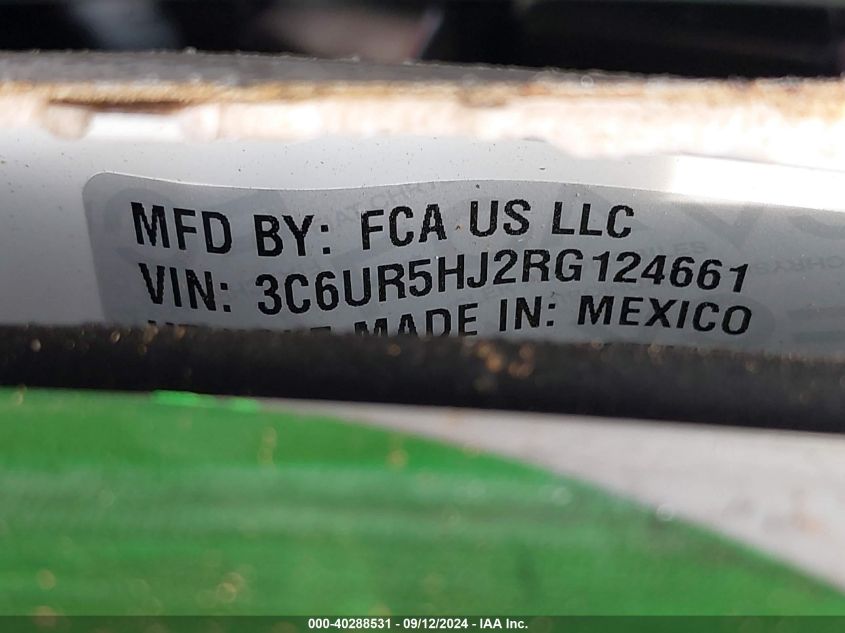 MFD BY: FCA US LLC
VIN: 3C6UR5HJ2RG124661
MADE IN: MEXICO
000-40288531 - 09/12/2024 - IAA Inc.